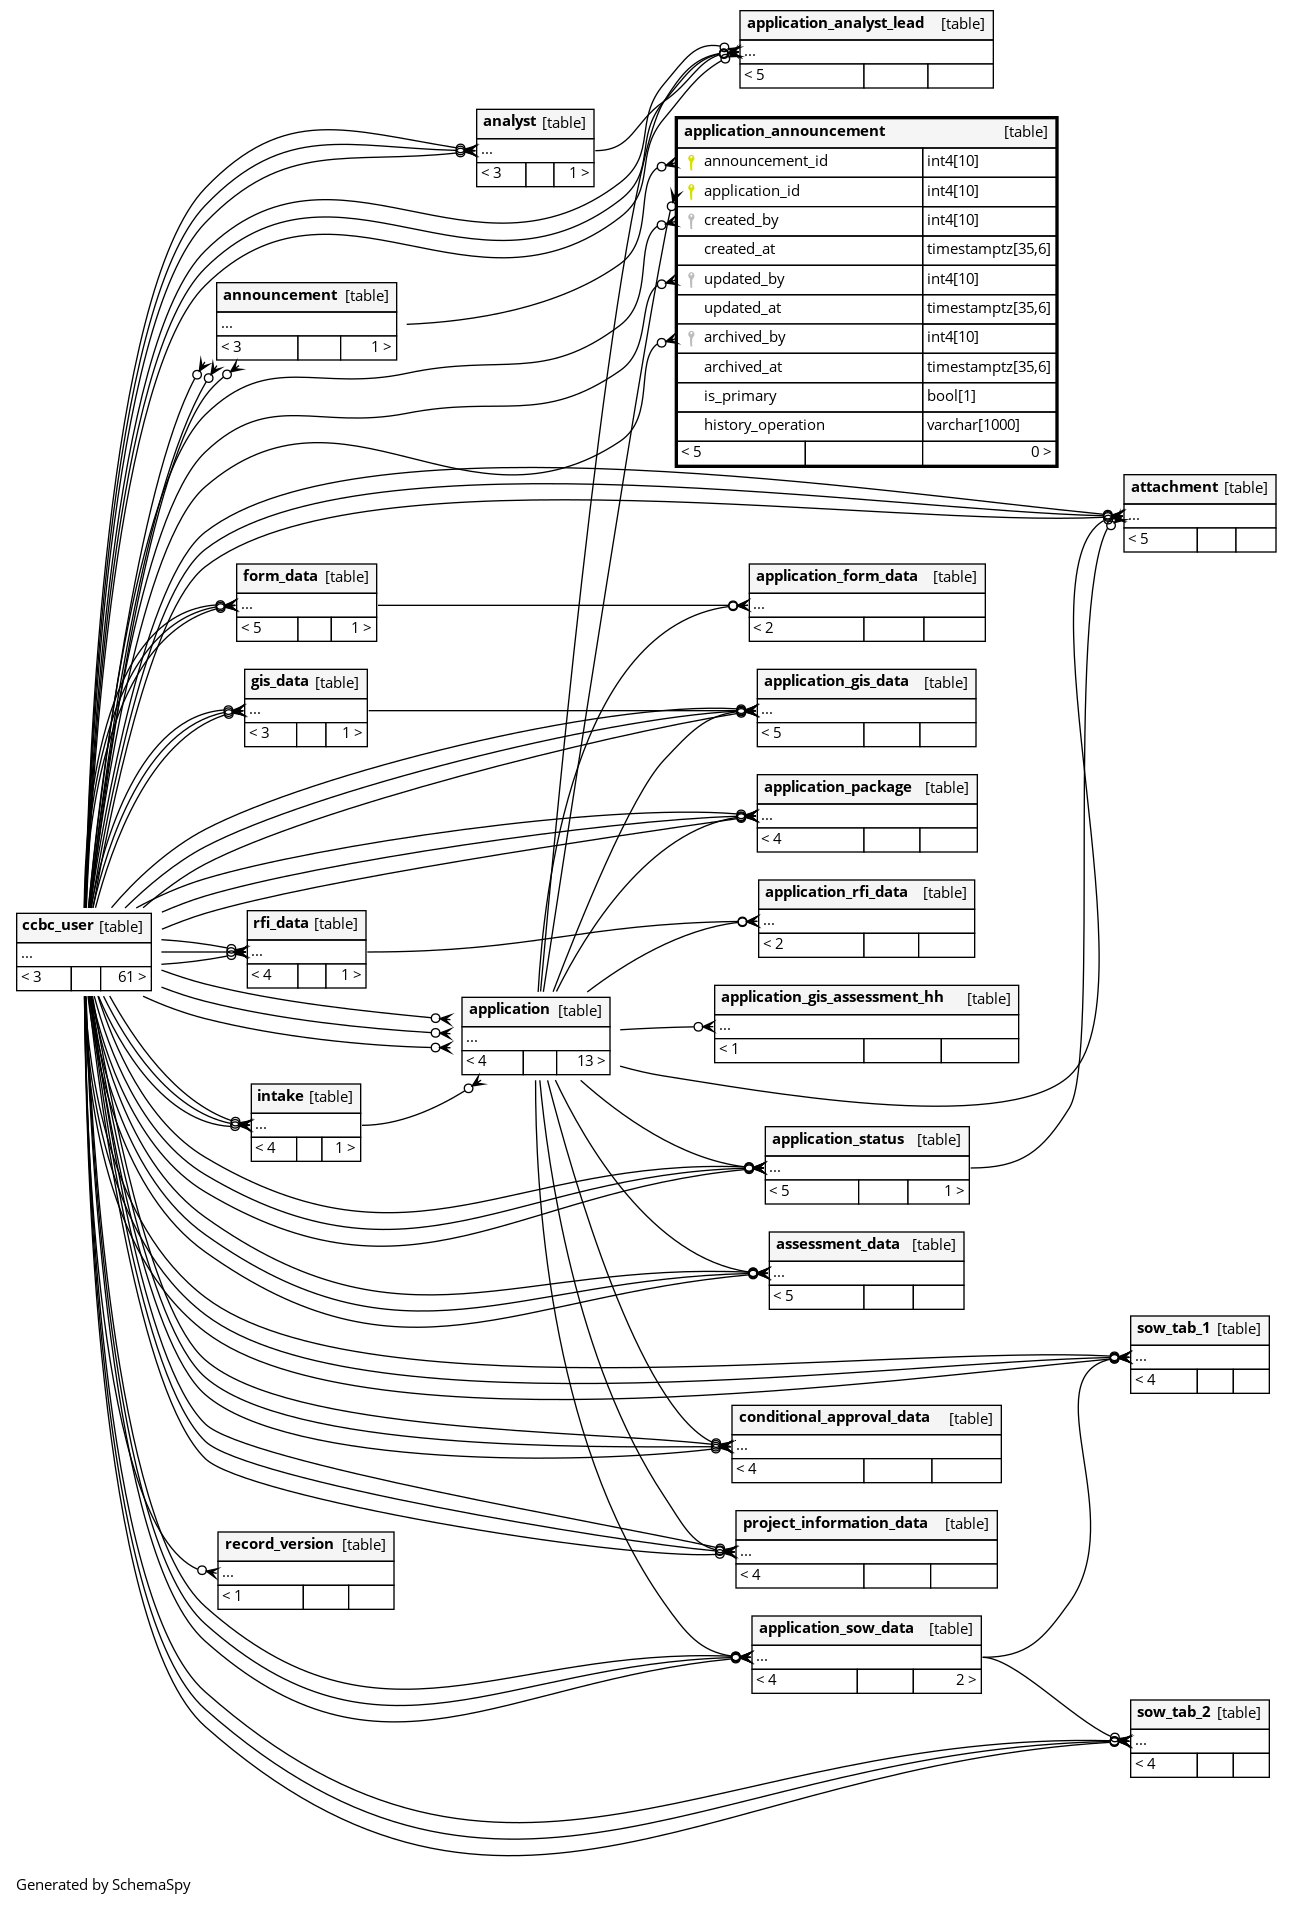 application_analyst_lead [table]
...
< 5
analyst [table]
...
< 3 1 >
application_announcement [table]
announcement_id int4[10]
application_id int4[10]
created_by int4[10]
created_at timestamptz[35,6]
updated_by int4[10]
updated_at timestamptz[35,6]
archived_by int4[10]
archived_at timestamptz[35,6]
is_primary bool[1]
history_operation varchar[1000]
< 5 0 >
announcement [table]
...
< 3 1 >
attachment [table]
...
< 5
form_data [table]
...
< 5 1 >
application_form_data [table]
...
< 2
gis_data [table]
...
< 3 1 >
application_gis_data [table]
...
< 5
application_package [table]
...
< 4
application_rfi_data [table]
...
< 2
ccbc_user [table]
...
< 3 61 >
rfi_data [table]
...
< 4 1 >
application [table]
...
< 4 13 >
application_gis_assessment_hh [table]
...
< 1
intake [table]
...
< 4 1 >
application_status [table]
...
< 5 1 >
assessment_data [table]
...
< 5
sow_tab_1 [table]
...
< 4
conditional_approval_data [table]
...
< 4
project_information_data [table]
...
< 4
record_version [table]
...
< 1
application_sow_data [table]
...
< 4 2 >
sow_tab_2 [table]
...
< 4
Generated by SchemaSpy